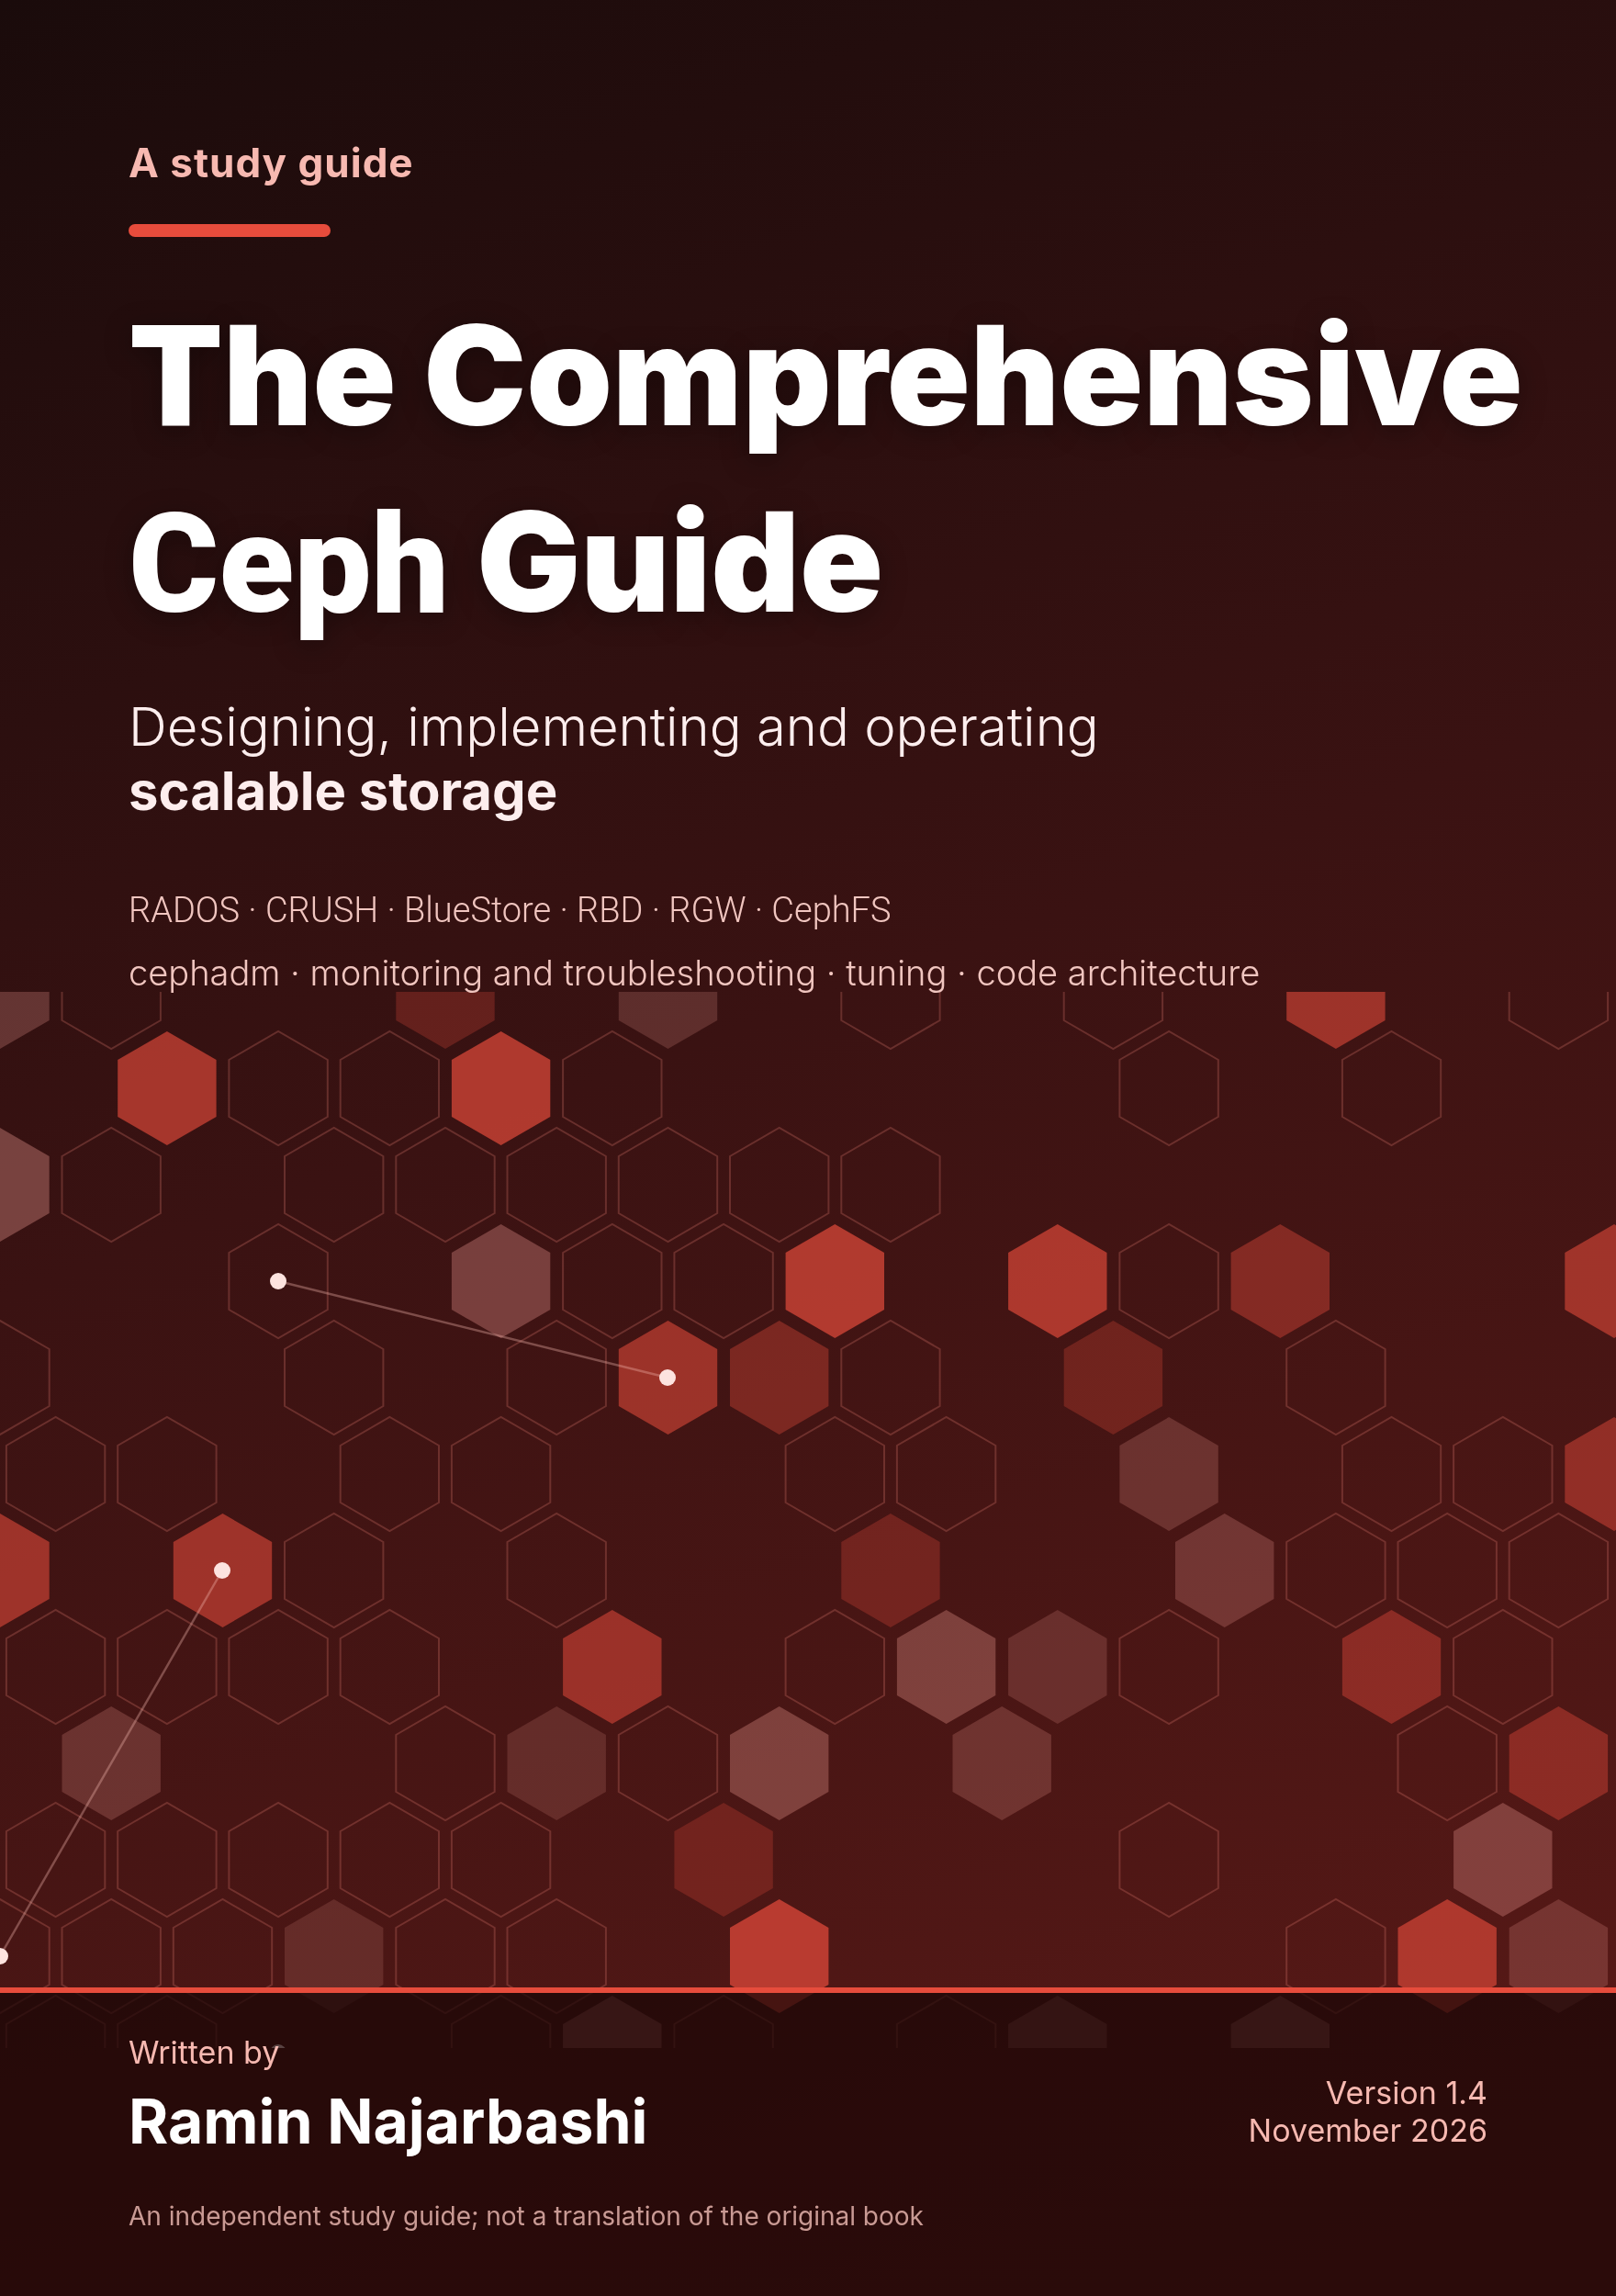 A study guide
The Comprehensive
Ceph Guide
Designing, implementing and operating
scalable storage
RADOS · CRUSH · BlueStore · RBD · RGW · CephFS
cephadm · monitoring and troubleshooting · tuning · code architecture
Written by
Ramin Najarbashi
Version 1.4
November 2026
An independent study guide; not a translation of the original book